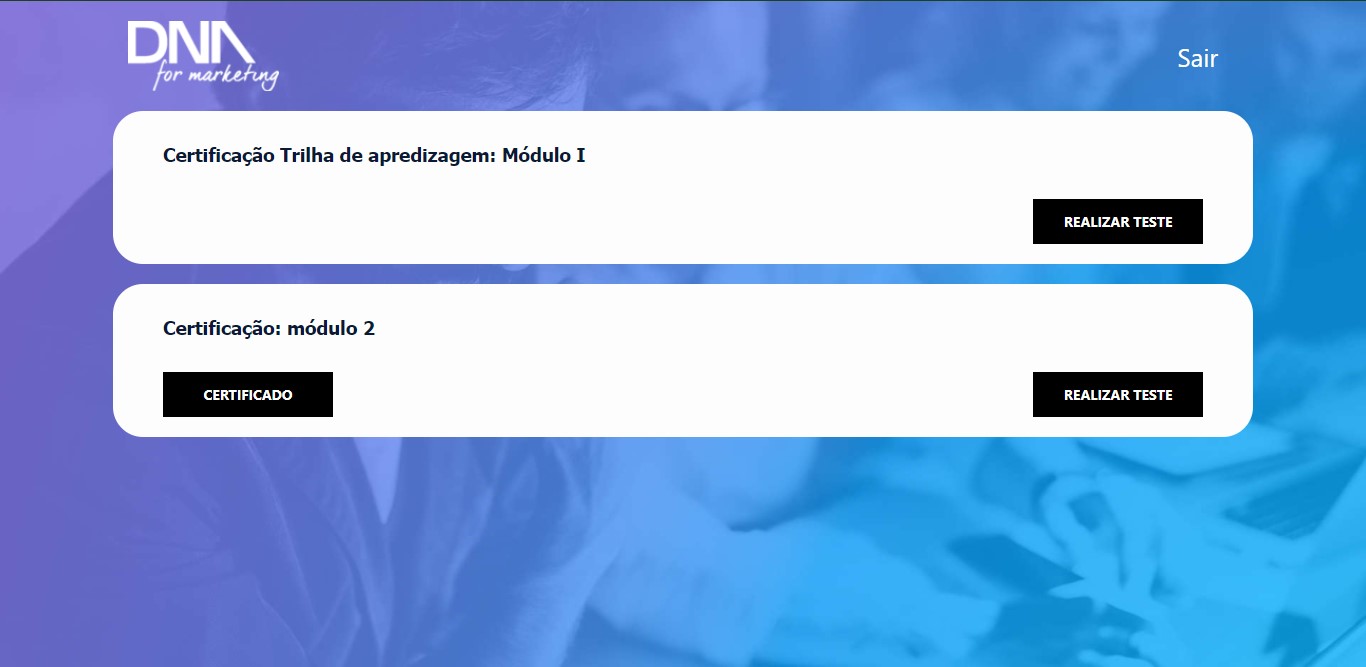 DNA
for marketing
Sair
Certificação Trilha de apredizagem: Módulo I
REALIZAR TESTE
Certificação: módulo 2
CERTIFICADO
REALIZAR TESTE